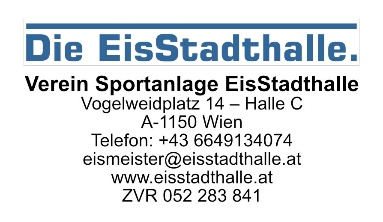 Die EisStadthalle.
Verein Sportanlage EisStadthalle
Vogelweidplatz 14 – Halle C
A-1150 Wien
Telefon: +43 6649134074
eismeister@eisstadthalle.at
www.eisstadthalle.at
ZVR 052 283 841